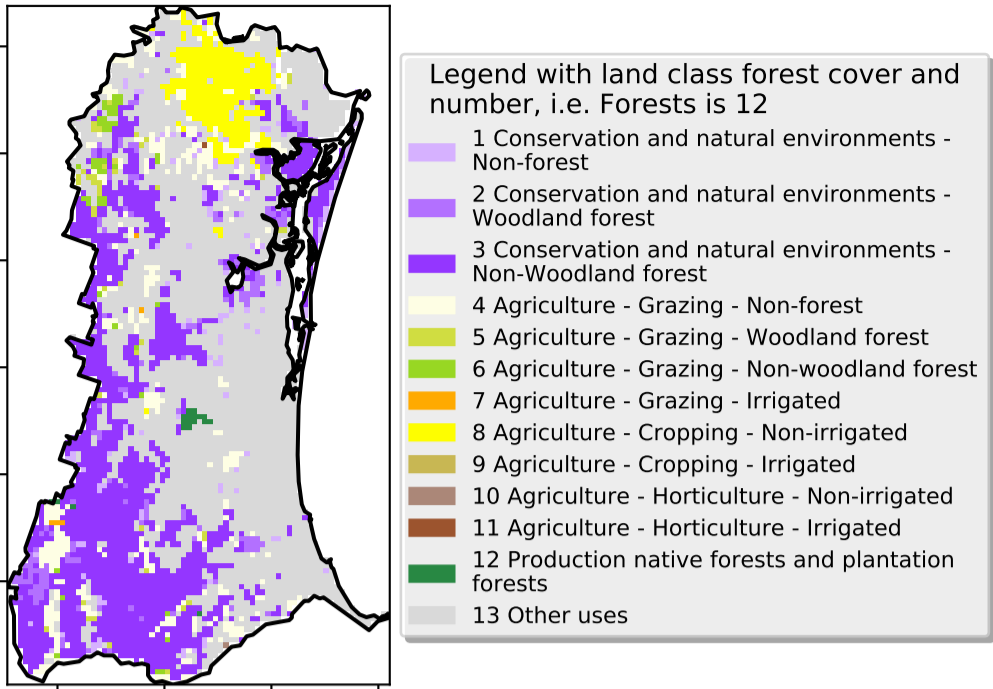 Legend with land class forest cover and
number, i.e. Forests is 12
1 Conservation and natural environments -
Non-forest
2 Conservation and natural environments -
Woodland forest
3 Conservation and natural environments -
Non-Woodland forest
4 Agriculture - Grazing - Non-forest
5 Agriculture - Grazing - Woodland forest
6 Agriculture - Grazing - Non-woodland forest
7 Agriculture - Grazing - Irrigated
8 Agriculture - Cropping - Non-irrigated
9 Agriculture - Cropping - Irrigated
10 Agriculture - Horticulture - Non-irrigated
11 Agriculture - Horticulture - Irrigated
12 Production native forests and plantation
forests
13 Other uses